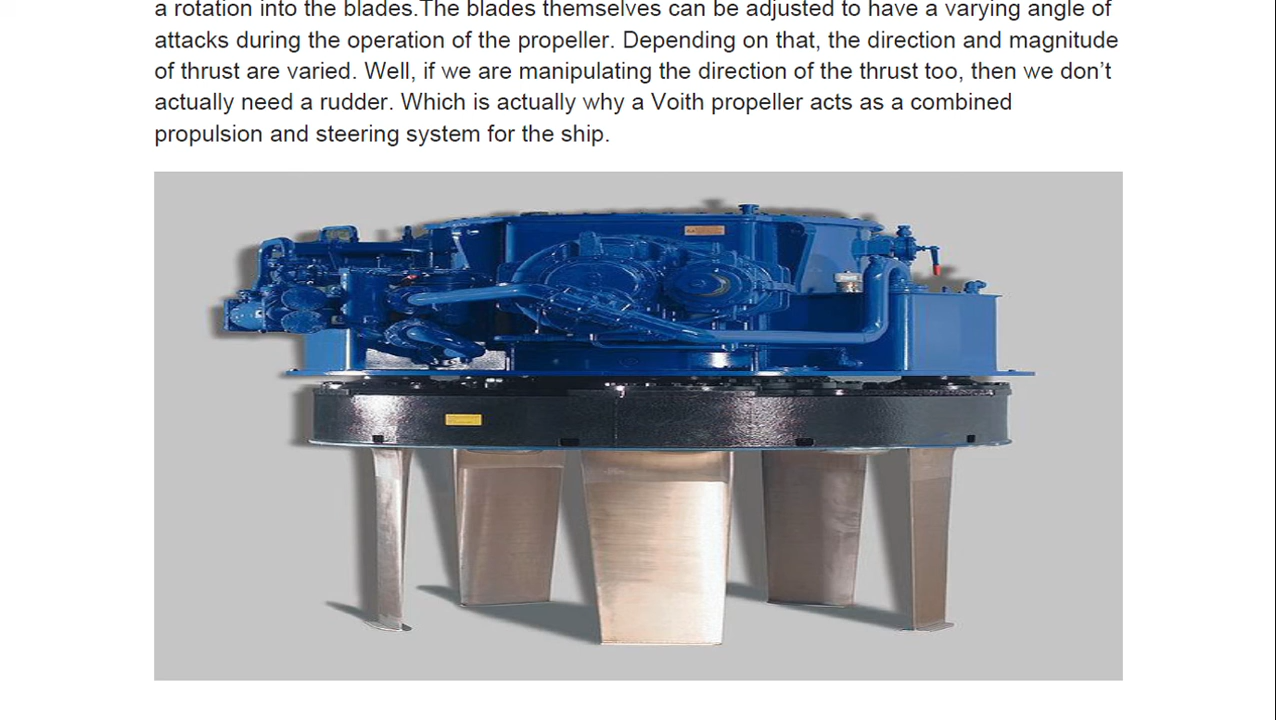 a rotation into the blades.The blades themselves can be adjusted to have a varying angle of
attacks during the operation of the propeller. Depending on that, the direction and magnitude
of thrust are varied. Well, if we are manipulating the direction of the thrust too, then we don’t
actually need a rudder. Which is actually why a Voith propeller acts as a combined
propulsion and steering system for the ship.